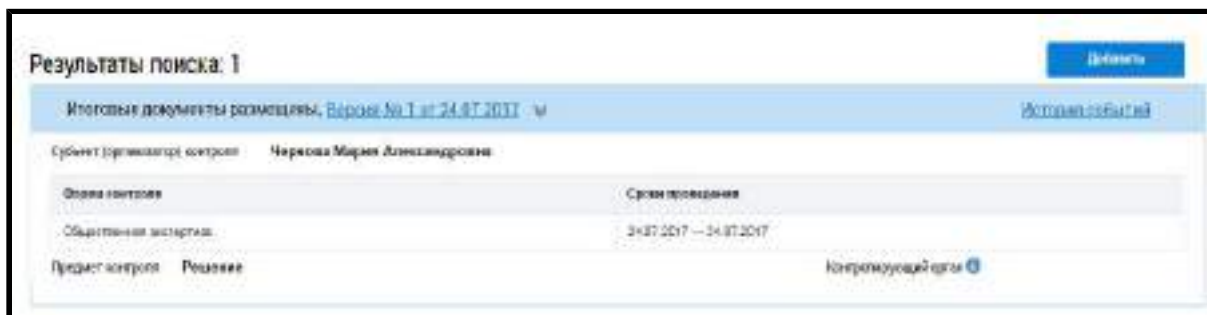 Результаты поиска: 1
Добавить
Итоговые документы размещены, Версия № 1 от 24.07.2017
История событий
Субъект (организатор) контроля Чернова Мария Александровна
Форма контроля
Сроки проведения
Общественная экспертиза
24.07.2017 — 24.07.2017
Предмет контроля Решение
Контролирующий орган